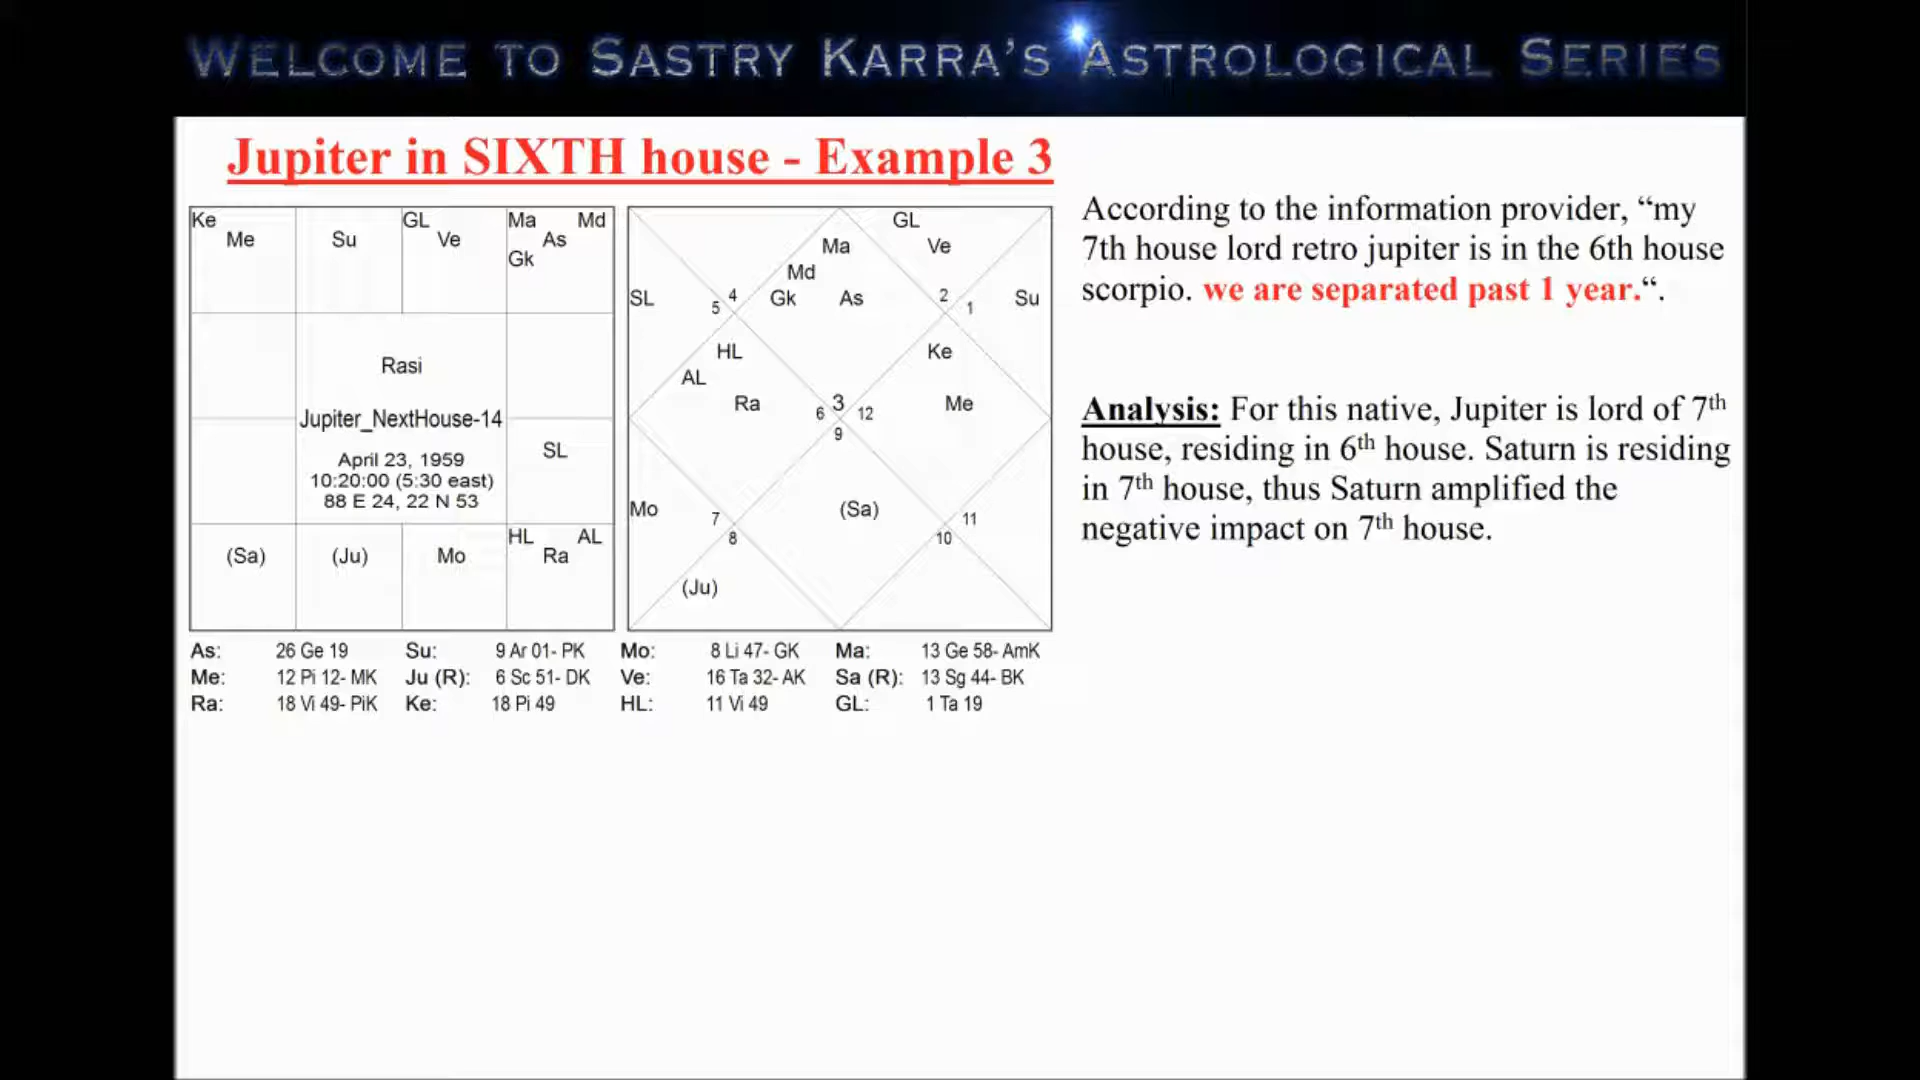 WELCOME TO SASTRY KARRA'S ASTROLOGICAL SERIES
Jupiter in SIXTH house - Example 3
Ke
Me
Su
GL
Ve
Ma Md
As
Gk
Rasi
Jupiter_NextHouse-14
April 23, 1959
10:20:00 (5:30 east)
88 E 24, 22 N 53
SL
(Sa)
(Ju)
Mo
HL AL
Ra
GL
Ma Ve
Md
SL 5 4 Gk As 2 1 Su
HL Ke
AL
Ra 6 3 12 Me
9
Mo 7 (Sa) 11
8 10
(Ju)
As: 26 Ge 19 Su: 9 Ar 01- PK Mo: 8 Li 47- GK Ma: 13 Ge 58- AmK
Me: 12 Pi 12- MK Ju (R): 6 Sc 51- DK Ve: 16 Ta 32- AK Sa (R): 13 Sg 44- BK
Ra: 18 Vi 49- PiK Ke: 18 Pi 49 HL: 11 Vi 49 GL: 1 Ta 19
According to the information provider, “my
7th house lord retro jupiter is in the 6th house
scorpio. we are separated past 1 year.“.
Analysis: For this native, Jupiter is lord of 7th
house, residing in 6th house. Saturn is residing
in 7th house, thus Saturn amplified the
negative impact on 7th house.